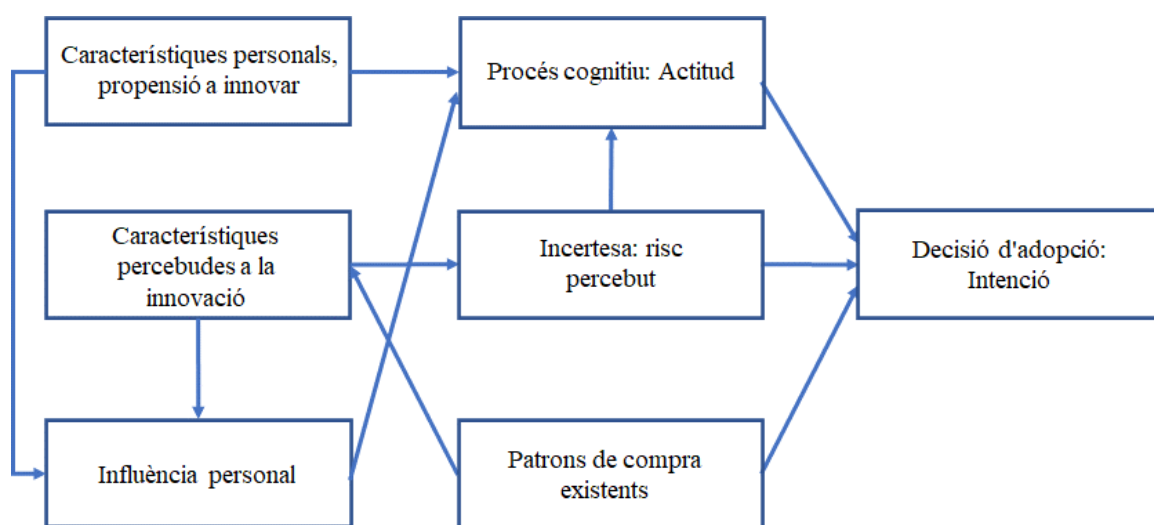 Característiques personals,
propensió a innovar
Procés cognitiu: Actitud
Característiques
percebudes a la
innovació
Incertesa: risc
percebut
Decisió d'adopció:
Intenció
Influència personal
Patrons de compra
existents